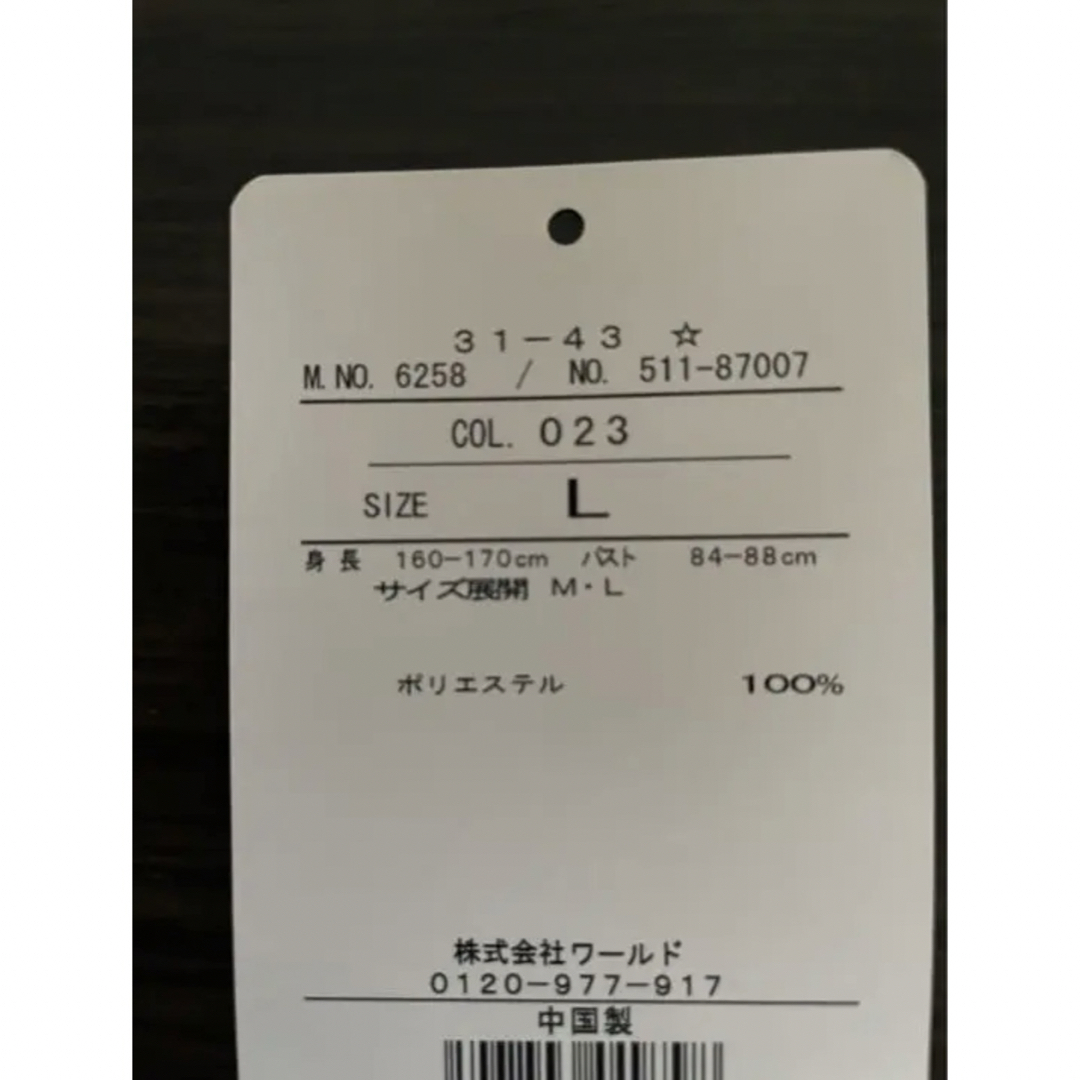 31-43 ☆
M.NO. 6258 / NO. 511-87007
COL. 023
SIZE L
身長 160-170cm バスト 84-88cm
サイズ展開 M・L
ポリエステル 100%
株式会社ワールド
0120-977-917
中国製